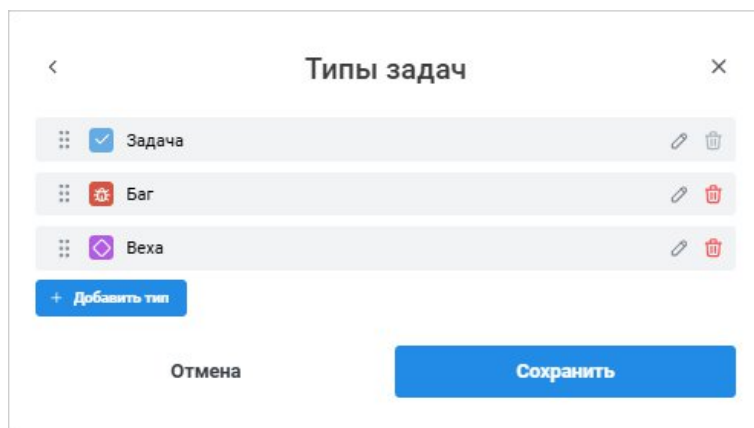 Типы задач
Задача
Баг
Веха
+ Добавить тип
Отмена
Сохранить